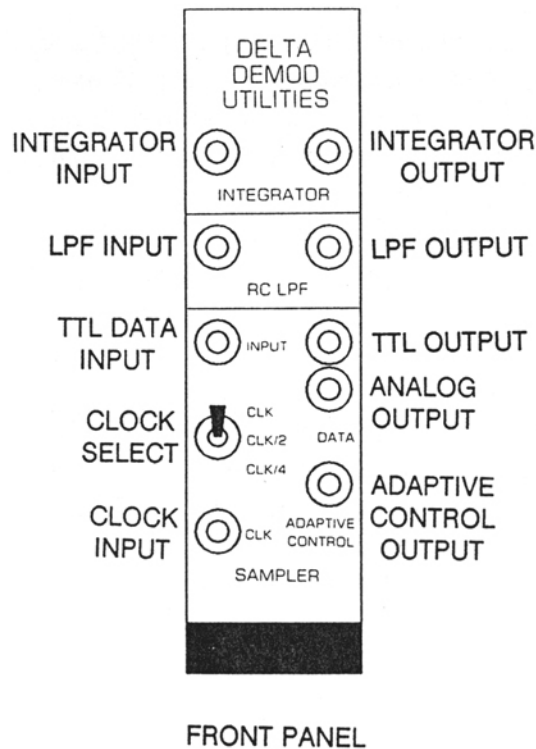 DELTA
DEMOD
UTILITIES
INTEGRATOR
INPUT
INTEGRATOR
OUTPUT
INTEGRATOR
LPF INPUT
LPF OUTPUT
RC LPF
TTL DATA
INPUT
INPUT
TTL OUTPUT
ANALOG
OUTPUT
CLOCK
SELECT
CLK
CLK/2
CLK/4
DATA
ADAPTIVE
CONTROL
OUTPUT
CLOCK
INPUT
CLK
ADAPTIVE
CONTROL
SAMPLER
FRONT PANEL